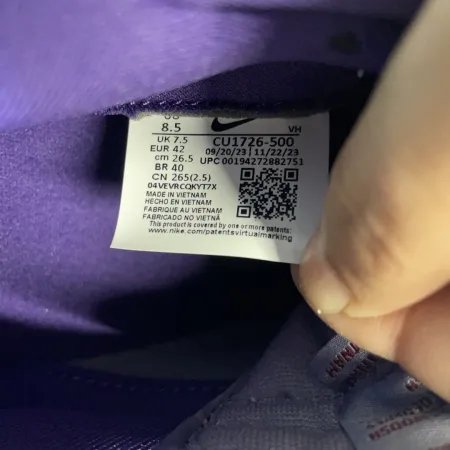 8.5
VH
UK 7.5
CU1726-500
EUR 42
09/20/23 | 11/22/23
cm 26.5
UPC 00194272882751
BR 40
CN 265(2.5)
04VEVRCQKYT7X
MADE IN VIETNAM
HECHO EN VIETNAM
FABRIQUE AU VIETNAM
FABRICADO NO VIETNÃ
This product is covered by one or more patents:
www.nike.com/patentsvirtualmarking